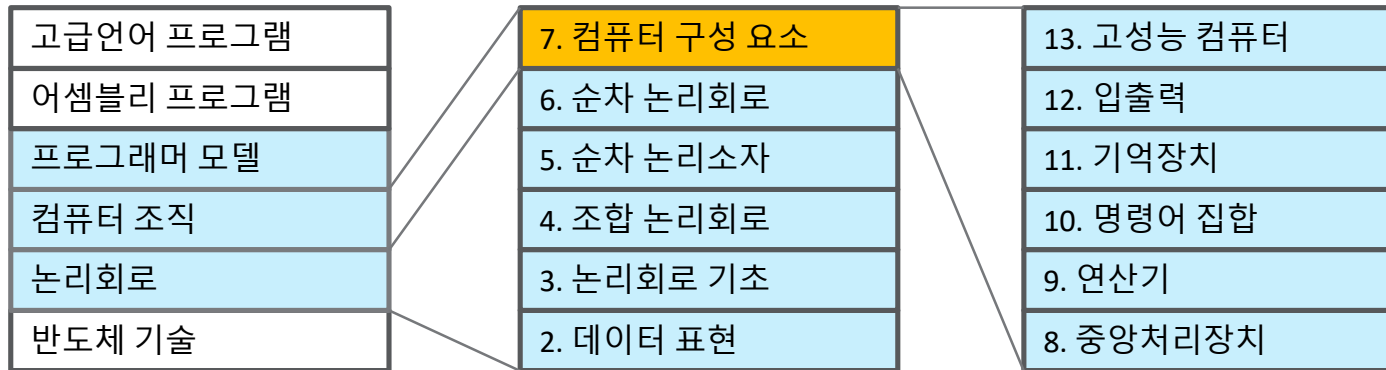 고급언어 프로그램
어셈블리 프로그램
프로그래머 모델
컴퓨터 조직
논리회로
반도체 기술
7. 컴퓨터 구성 요소
6. 순차 논리회로
5. 순차 논리소자
4. 조합 논리회로
3. 논리회로 기초
2. 데이터 표현
13. 고성능 컴퓨터
12. 입출력
11. 기억장치
10. 명령어 집합
9. 연산기
8. 중앙처리장치